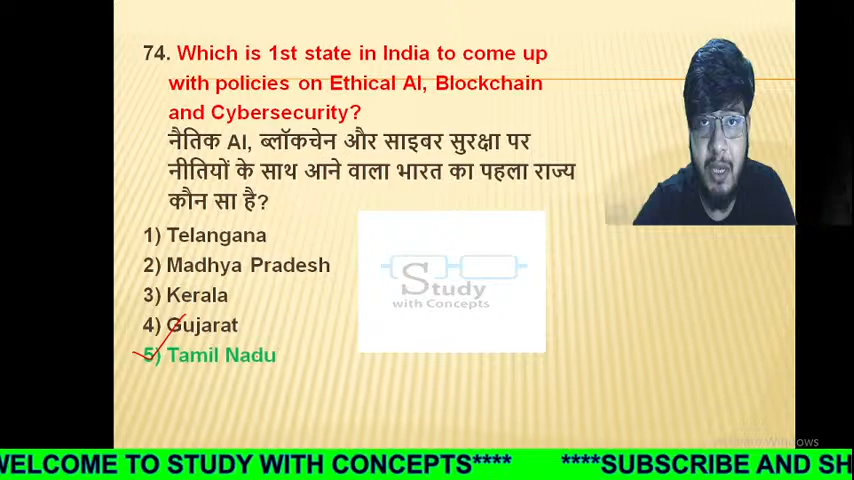 74. Which is 1st state in India to come up
with policies on Ethical AI, Blockchain
and Cybersecurity?
नैतिक AI, ब्लॉकचेन और साइबर सुरक्षा पर
नीतियों के साथ आने वाला भारत का पहला राज्य
कौन सा है?
1) Telangana
2) Madhya Pradesh
3) Kerala
4) Gujarat
5) Tamil Nadu
Study
with Concepts
WELCOME TO STUDY WITH CONCEPTS**** ****SUBSCRIBE AND SH